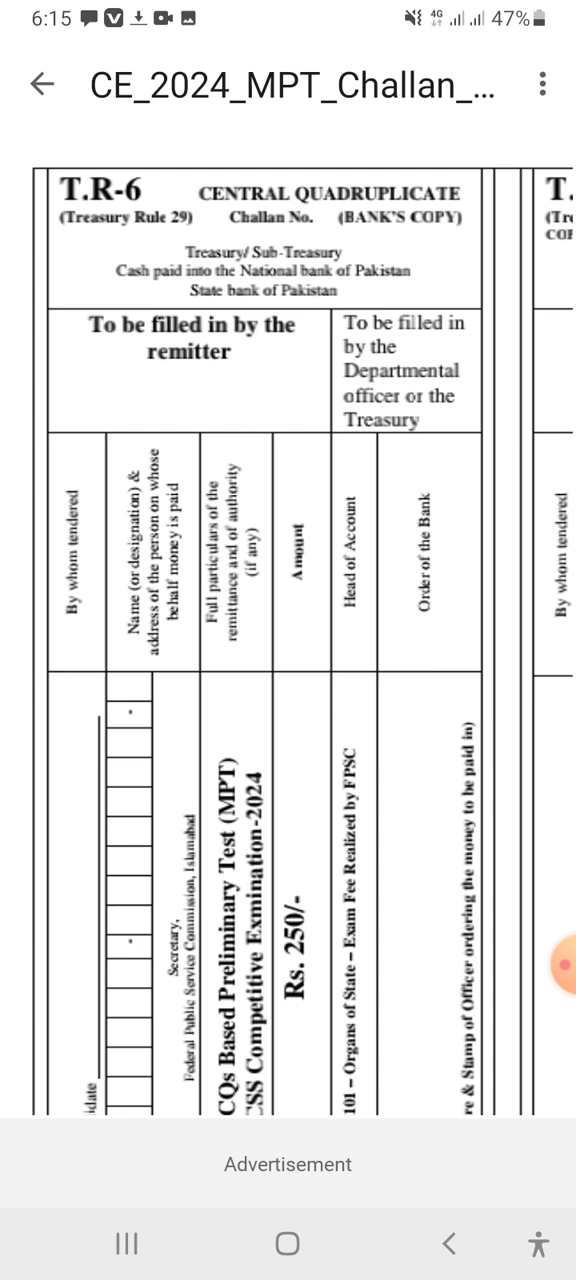 6:15
4G
47%
CE_2024_MPT_Challan_...
T.R-6
CENTRAL QUADRUPLICATE
(Treasury Rule 29) Challan No. (BANK'S COPY)
Treasury/ Sub-Treasury
Cash paid into the National bank of Pakistan
State bank of Pakistan
To be filled in by the
remitter
To be filled in
by the
Departmental
officer or the
Treasury
By whom tendered
Name (or designation) &
address of the person on whose
behalf money is paid
Full particulars of the
remittance and of authority
(if any)
Amount
Head of Account
Order of the Bank
idate
Secretary,
Federal Public Service Commission, Islamabad
CQs Based Preliminary Test (MPT)
CSS Competitive Exmination-2024
Rs. 250/-
101 – Organs of State – Exam Fee Realized by FPSC
re & Stamp of Officer ordering the money to be paid in)
T.
(Tre
COP
By whom tendered
Advertisement